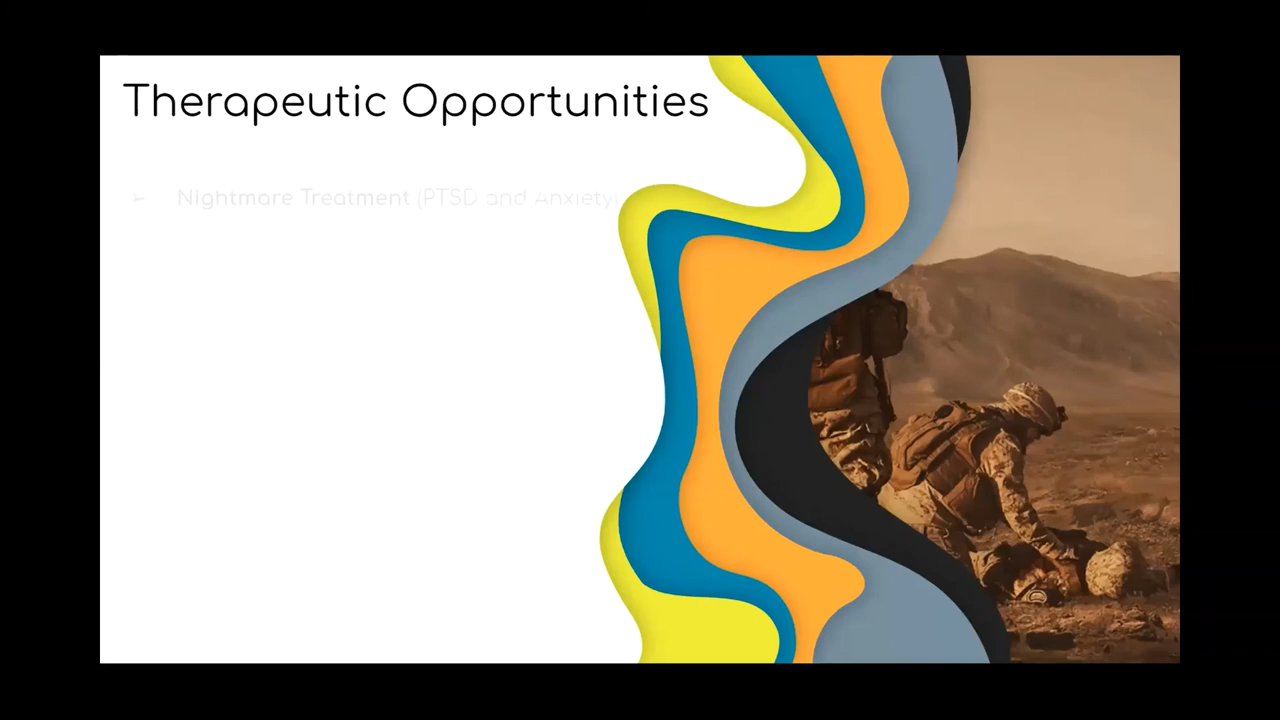 Therapeutic Opportunities
➢ Nightmare Treatment (PTSD and Anxiety)